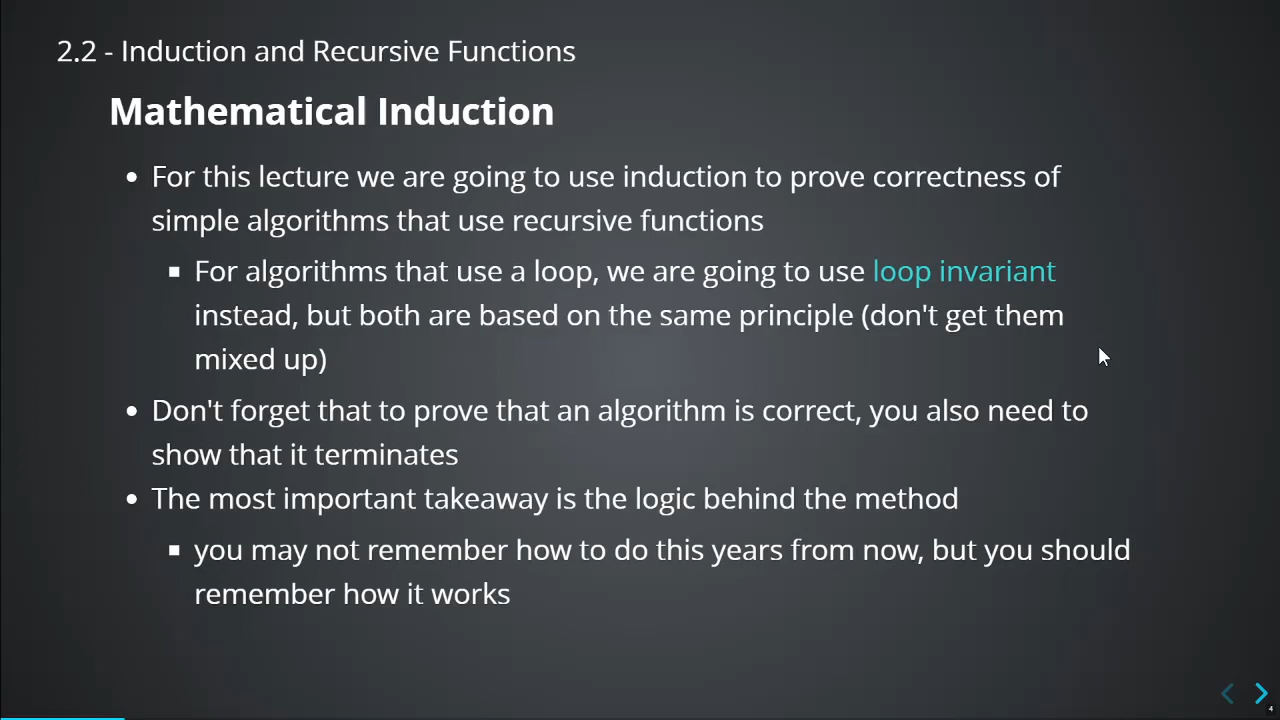 2.2 - Induction and Recursive Functions
Mathematical Induction
• For this lecture we are going to use induction to prove correctness of
simple algorithms that use recursive functions
▪ For algorithms that use a loop, we are going to use loop invariant
instead, but both are based on the same principle (don't get them
mixed up)
• Don't forget that to prove that an algorithm is correct, you also need to
show that it terminates
• The most important takeaway is the logic behind the method
▪ you may not remember how to do this years from now, but you should
remember how it works
4